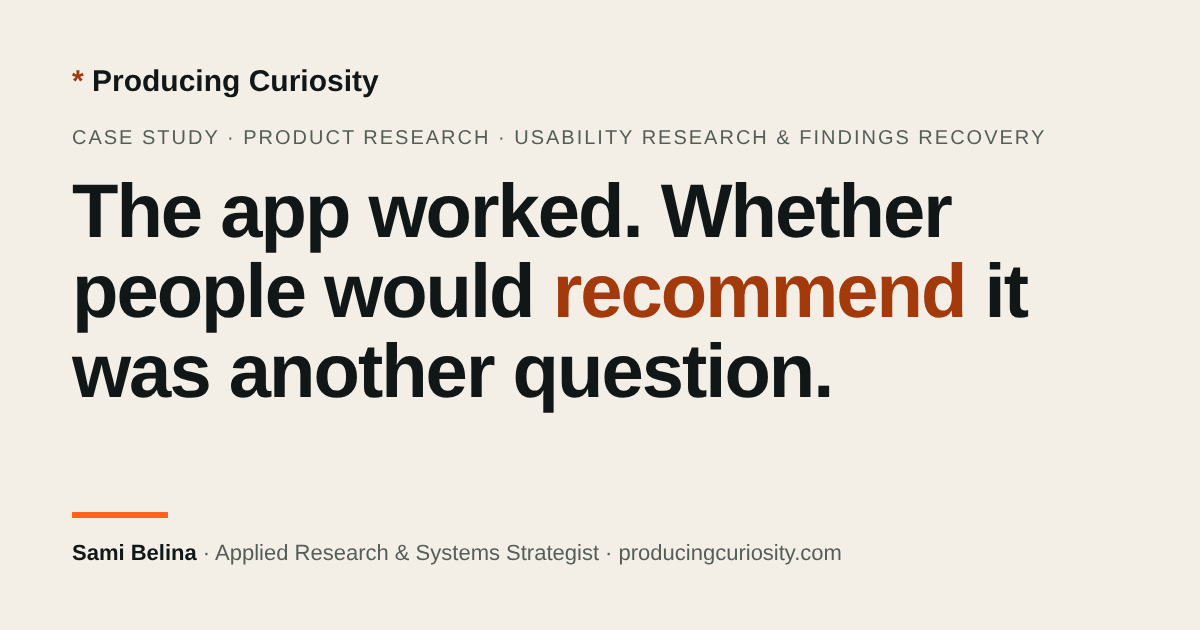 * Producing Curiosity
CASE STUDY · PRODUCT RESEARCH · USABILITY RESEARCH & FINDINGS RECOVERY
The app worked. Whether
people would recommend it
was another question.
Sami Belina · Applied Research & Systems Strategist · producingcuriosity.com